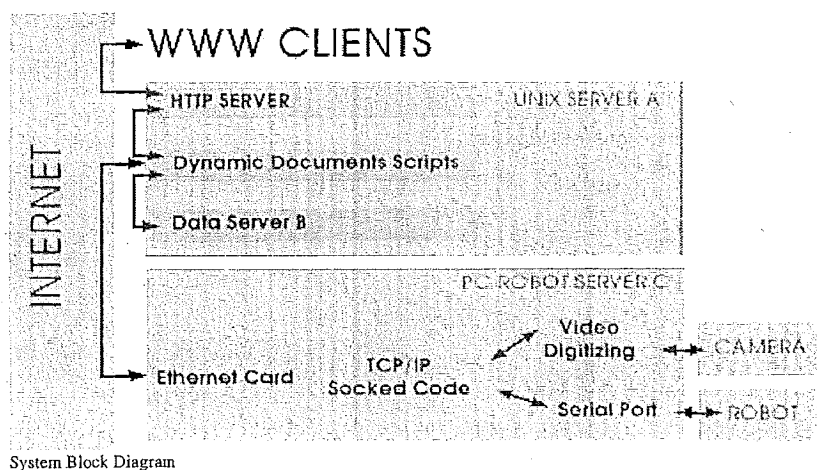 INTERNET
WWW CLIENTS
HTTP SERVER
UNIX SERVER A
Dynamic Documents Scripts
Data Server B
PC ROBOT SERVER C
Video
Digitizing
CAMERA
Ethernet Card
TCP/IP
Socked Code
Serial Port
ROBOT
System Block Diagram